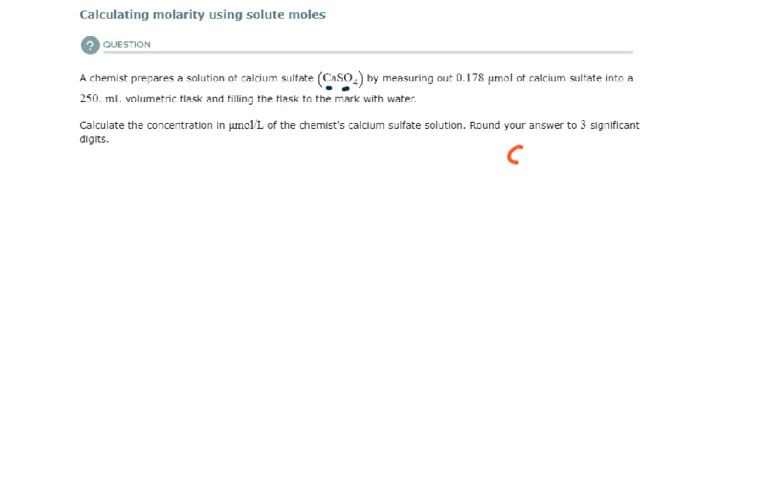 Calculating molarity using solute moles
? QUESTION
A chemist prepares a solution of calcium sulfate (CaSO₄) by measuring out 0.178 μmol of calcium sulfate into a
250. mL volumetric flask and filling the flask to the mark with water.
Calculate the concentration in μmol/L of the chemist's calcium sulfate solution. Round your answer to 3 significant
digits.